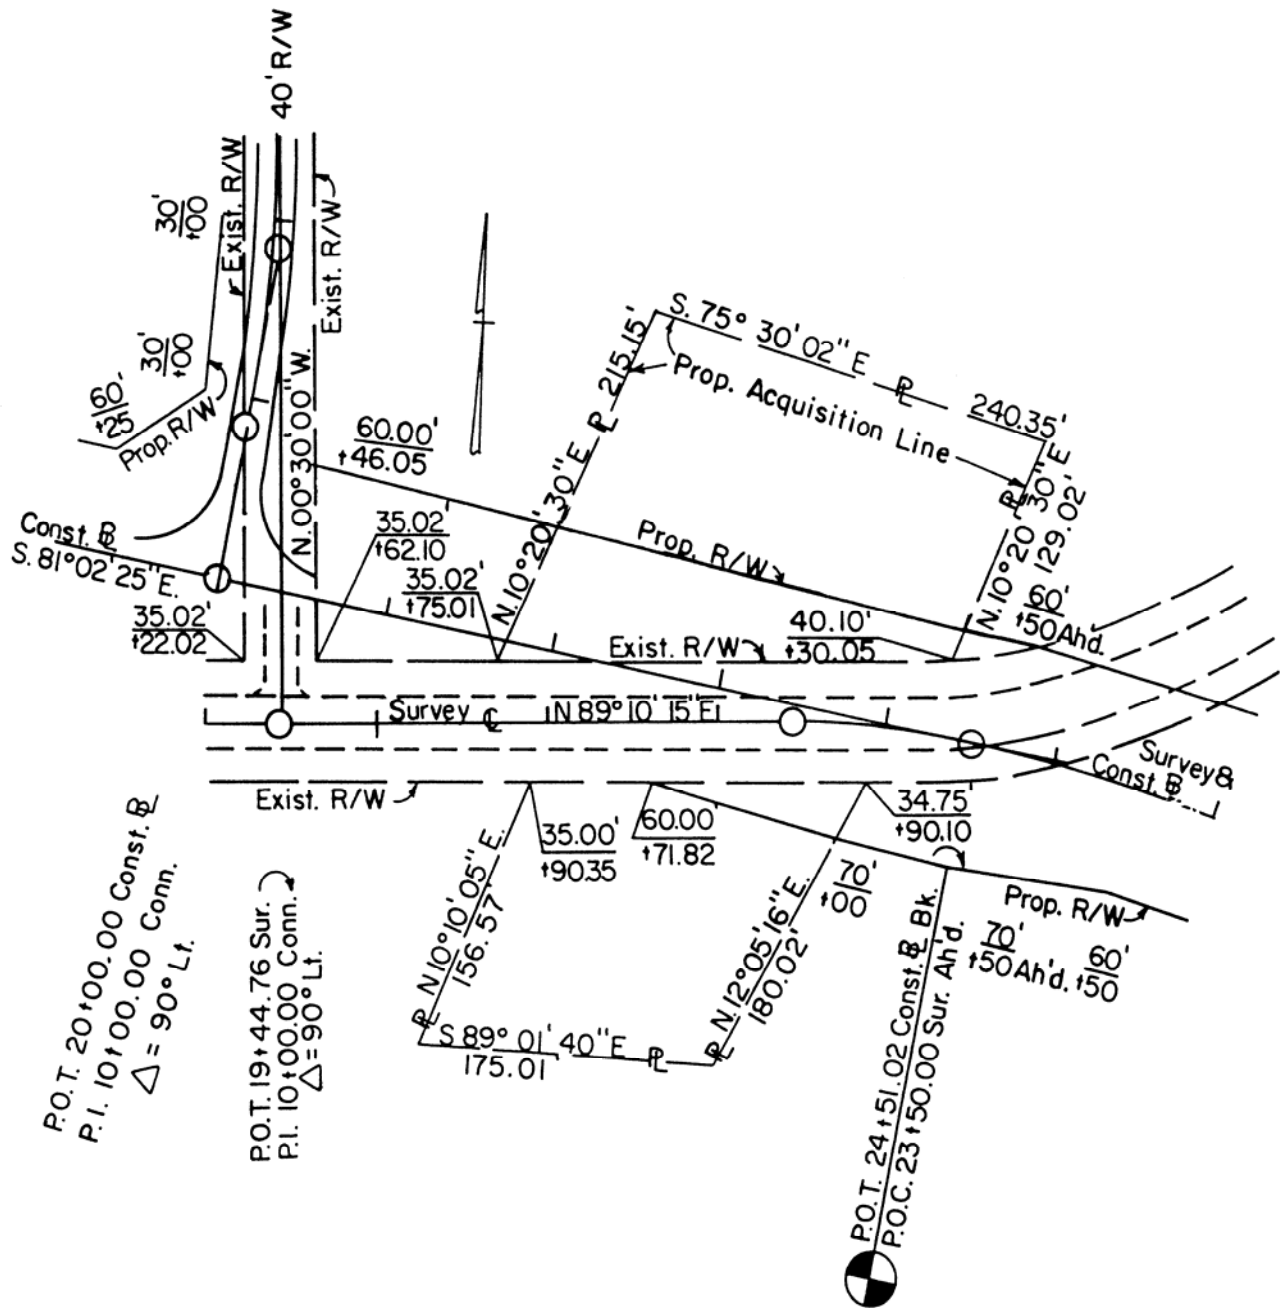 40' R/W
Exist. R/W
Exist. R/W
30'
+00
30'
+00
60'
+25
Prop. R/W
N.00°30'00"W.
S. 75° 30' 02" E ℄
240.35'
Prop. Acquisition Line
N.10°20'30"E ℄ 215.15'
℄
N.10°20'30"E
129.02'
60.00'
+46.05
Prop. R/W
Const. ℄
S. 81°02'25"E.
35.02'
+62.10
35.02'
+75.01
35.02'
+22.02
60'
+50Ahd.
40.10'
+30.05
Exist. R/W
Survey ℄
N 89°10'15"E
Survey &
Const. ℄
Exist. R/W
35.00'
+90.35
60.00'
+71.82
34.75'
+90.10
70'
+00
Prop. R/W
70'
+50Ah'd.
60'
+50
℄ N10°10'05"E.
156.57'
S 89° 01' 40"E ℄
175.01
℄ N.12°05'16"E.
180.02'
P.O.T. 20+00.00 Const. ℄
P.I. 10+00.00 Conn.
△ = 90° Lt.
P.O.T. 19+44.76 Sur.
P.I. 10+00.00 Conn.
△=90° Lt.
P.O.T. 24+51.02 Const. ℄ Bk.
P.O.C. 23+50.00 Sur. Ah'd.